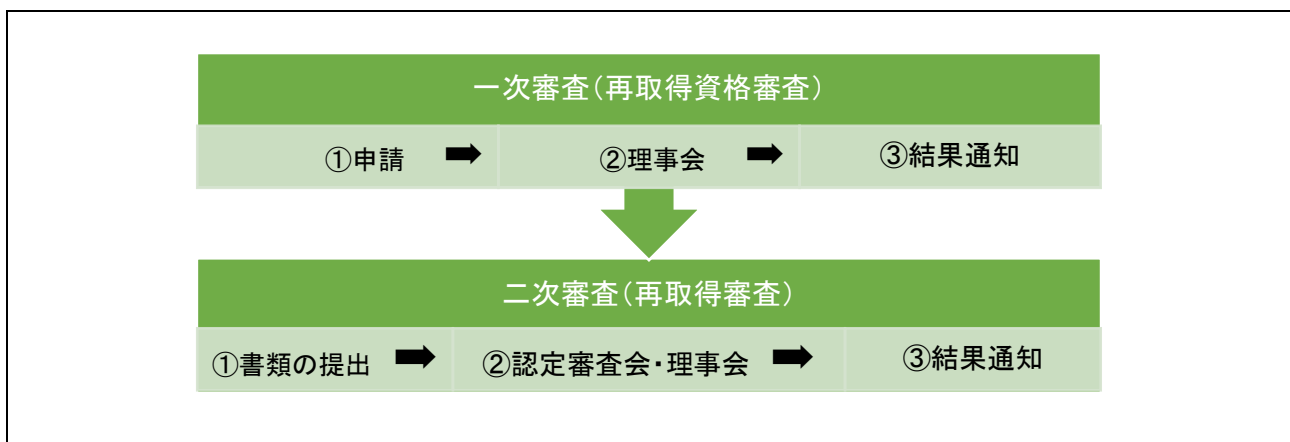 一次審査(再取得資格審査)
①申請 ➡ ②理事会 ➡ ③結果通知
二次審査(再取得審査)
①書類の提出 ➡ ②認定審査会・理事会 ➡ ③結果通知